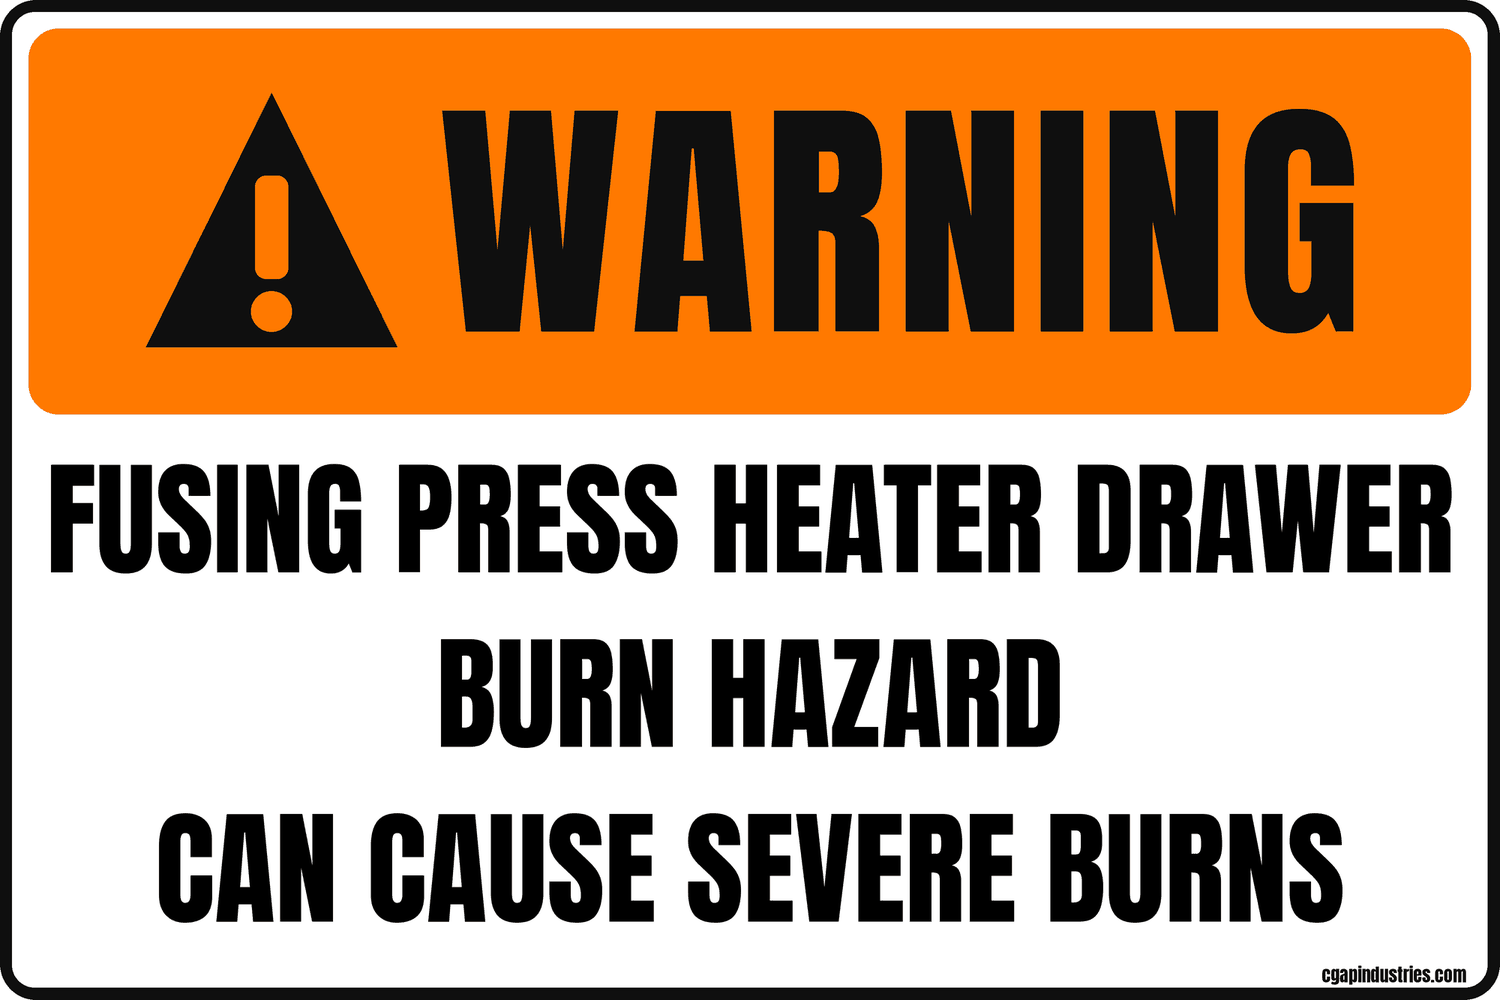 WARNING
FUSING PRESS HEATER DRAWER
BURN HAZARD
CAN CAUSE SEVERE BURNS
cgapindustries.com